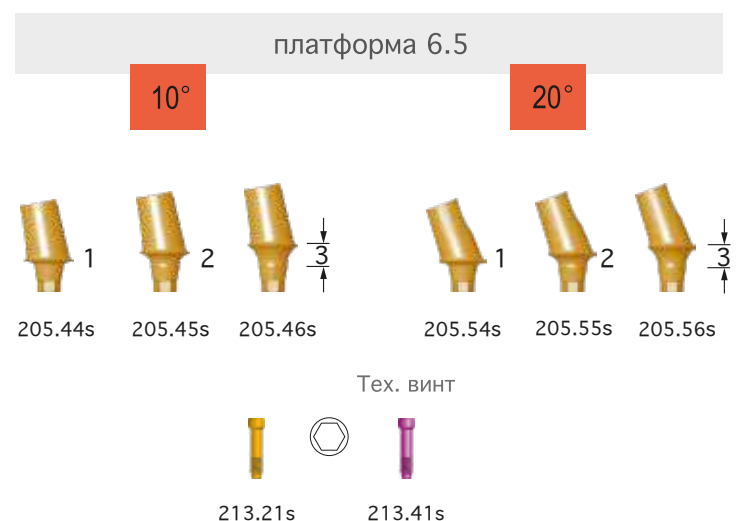 платформа 6.5
10° 20°
1 2 3 1 2 3
205.44s 205.45s 205.46s 205.54s 205.55s 205.56s
Тех. винт
213.21s 213.41s